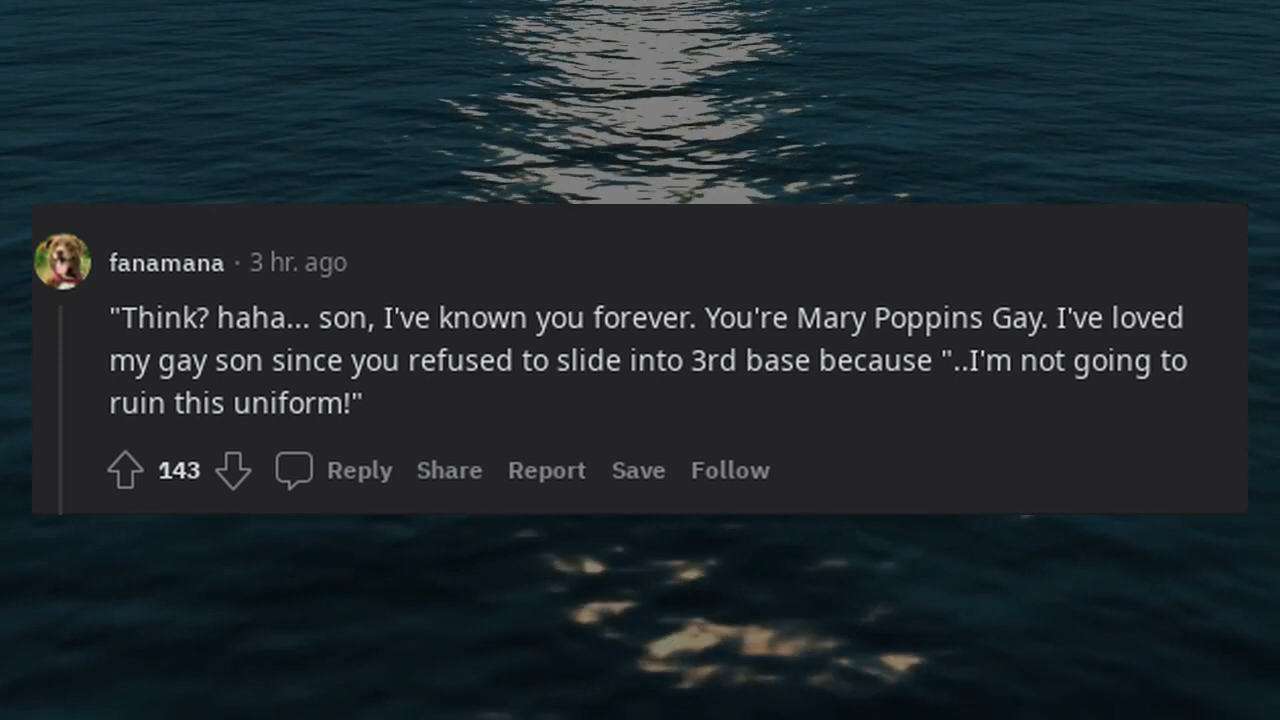 fanamana · 3 hr. ago
"Think? haha... son, I've known you forever. You're Mary Poppins Gay. I've loved
my gay son since you refused to slide into 3rd base because "..I'm not going to
ruin this uniform!"
143 Reply Share Report Save Follow